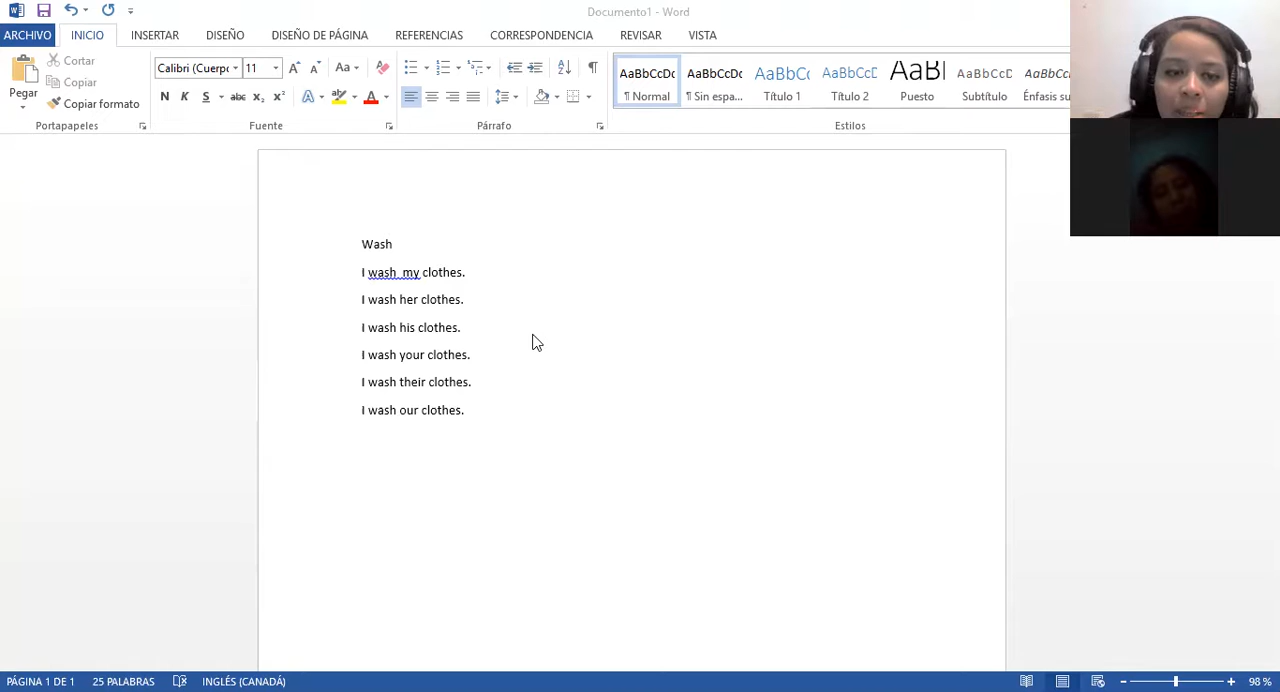 Documento1 - Word
ARCHIVO INICIO INSERTAR DISEÑO DISEÑO DE PÁGINA REFERENCIAS CORRESPONDENCIA REVISAR VISTA
Pegar
Cortar
Copiar
Copiar formato
Portapapeles
Calibri (Cuerpo 11
Fuente
Párrafo
AaBbCcDc AaBbCcDc AaBbCc AaBbCc AaBl AaBbCcD AaBbCc
¶ Normal ¶ Sin espa... Título 1 Título 2 Puesto Subtítulo Énfasis su
Estilos
Wash
I wash  my clothes.
I wash her clothes.
I wash his clothes.
I wash your clothes.
I wash their clothes.
I wash our clothes.
PÁGINA 1 DE 1 25 PALABRAS INGLÉS (CANADÁ) 98 %